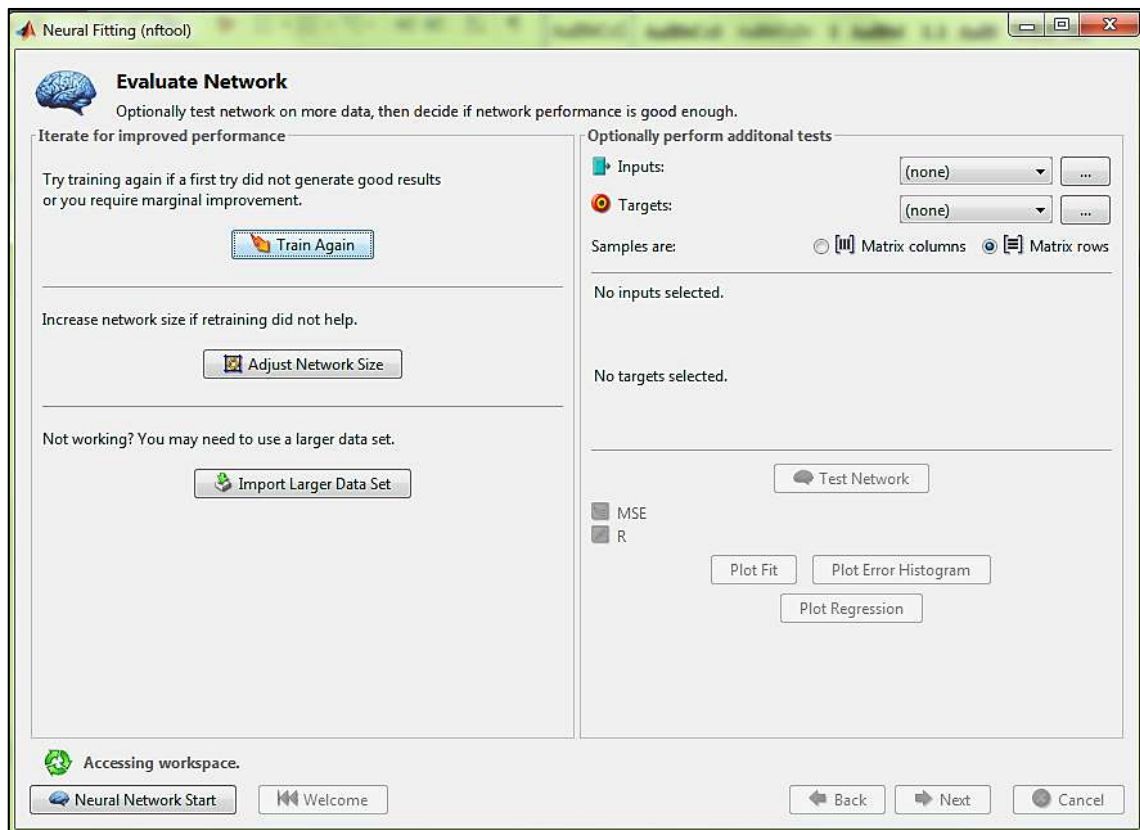 Neural Fitting (nftool)
Evaluate Network
Optionally test network on more data, then decide if network performance is good enough.
Iterate for improved performance
Try training again if a first try did not generate good results
or you require marginal improvement.
Train Again
Increase network size if retraining did not help.
Adjust Network Size
Not working? You may need to use a larger data set.
Import Larger Data Set
Optionally perform additonal tests
Inputs: (none) ...
Targets: (none) ...
Samples are: Matrix columns Matrix rows
No inputs selected.
No targets selected.
Test Network
MSE
R
Plot Fit Plot Error Histogram
Plot Regression
Accessing workspace.
Neural Network Start Welcome Back Next Cancel